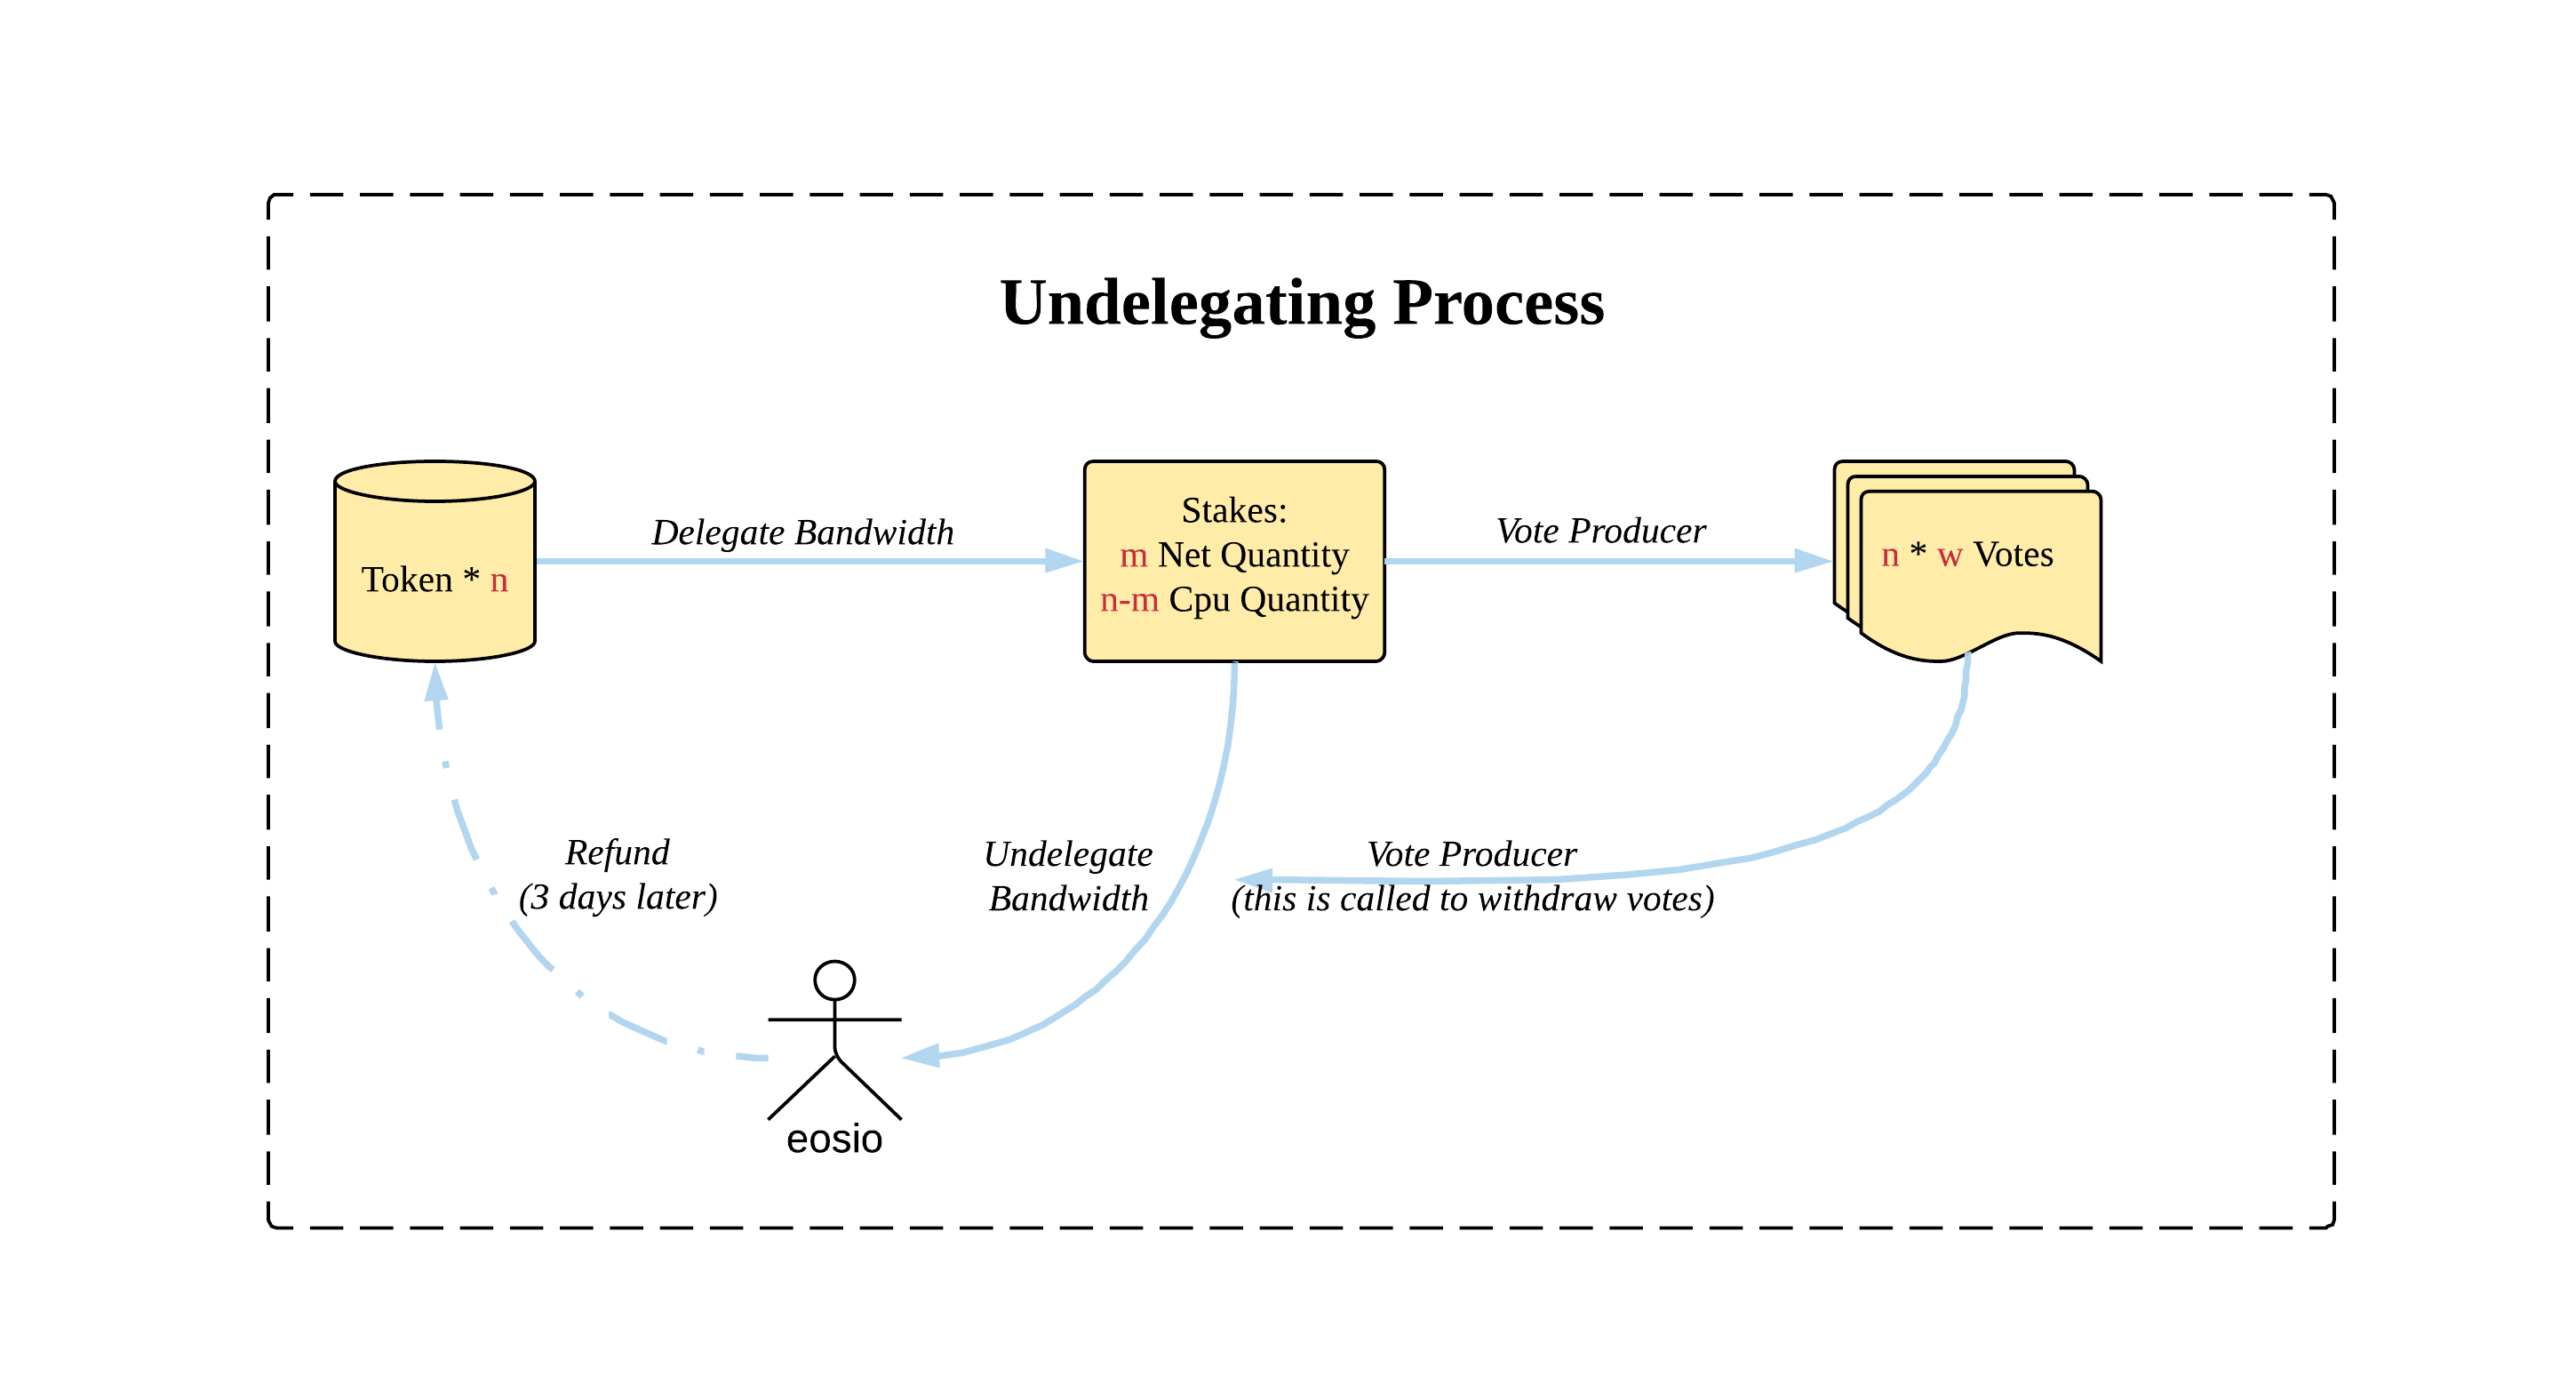 Undelegating Process
Token * n
Delegate Bandwidth
Stakes:
m Net Quantity
n-m Cpu Quantity
Vote Producer
n * w Votes
Refund
(3 days later)
Undelegate
Bandwidth
Vote Producer
(this is called to withdraw votes)
eosio